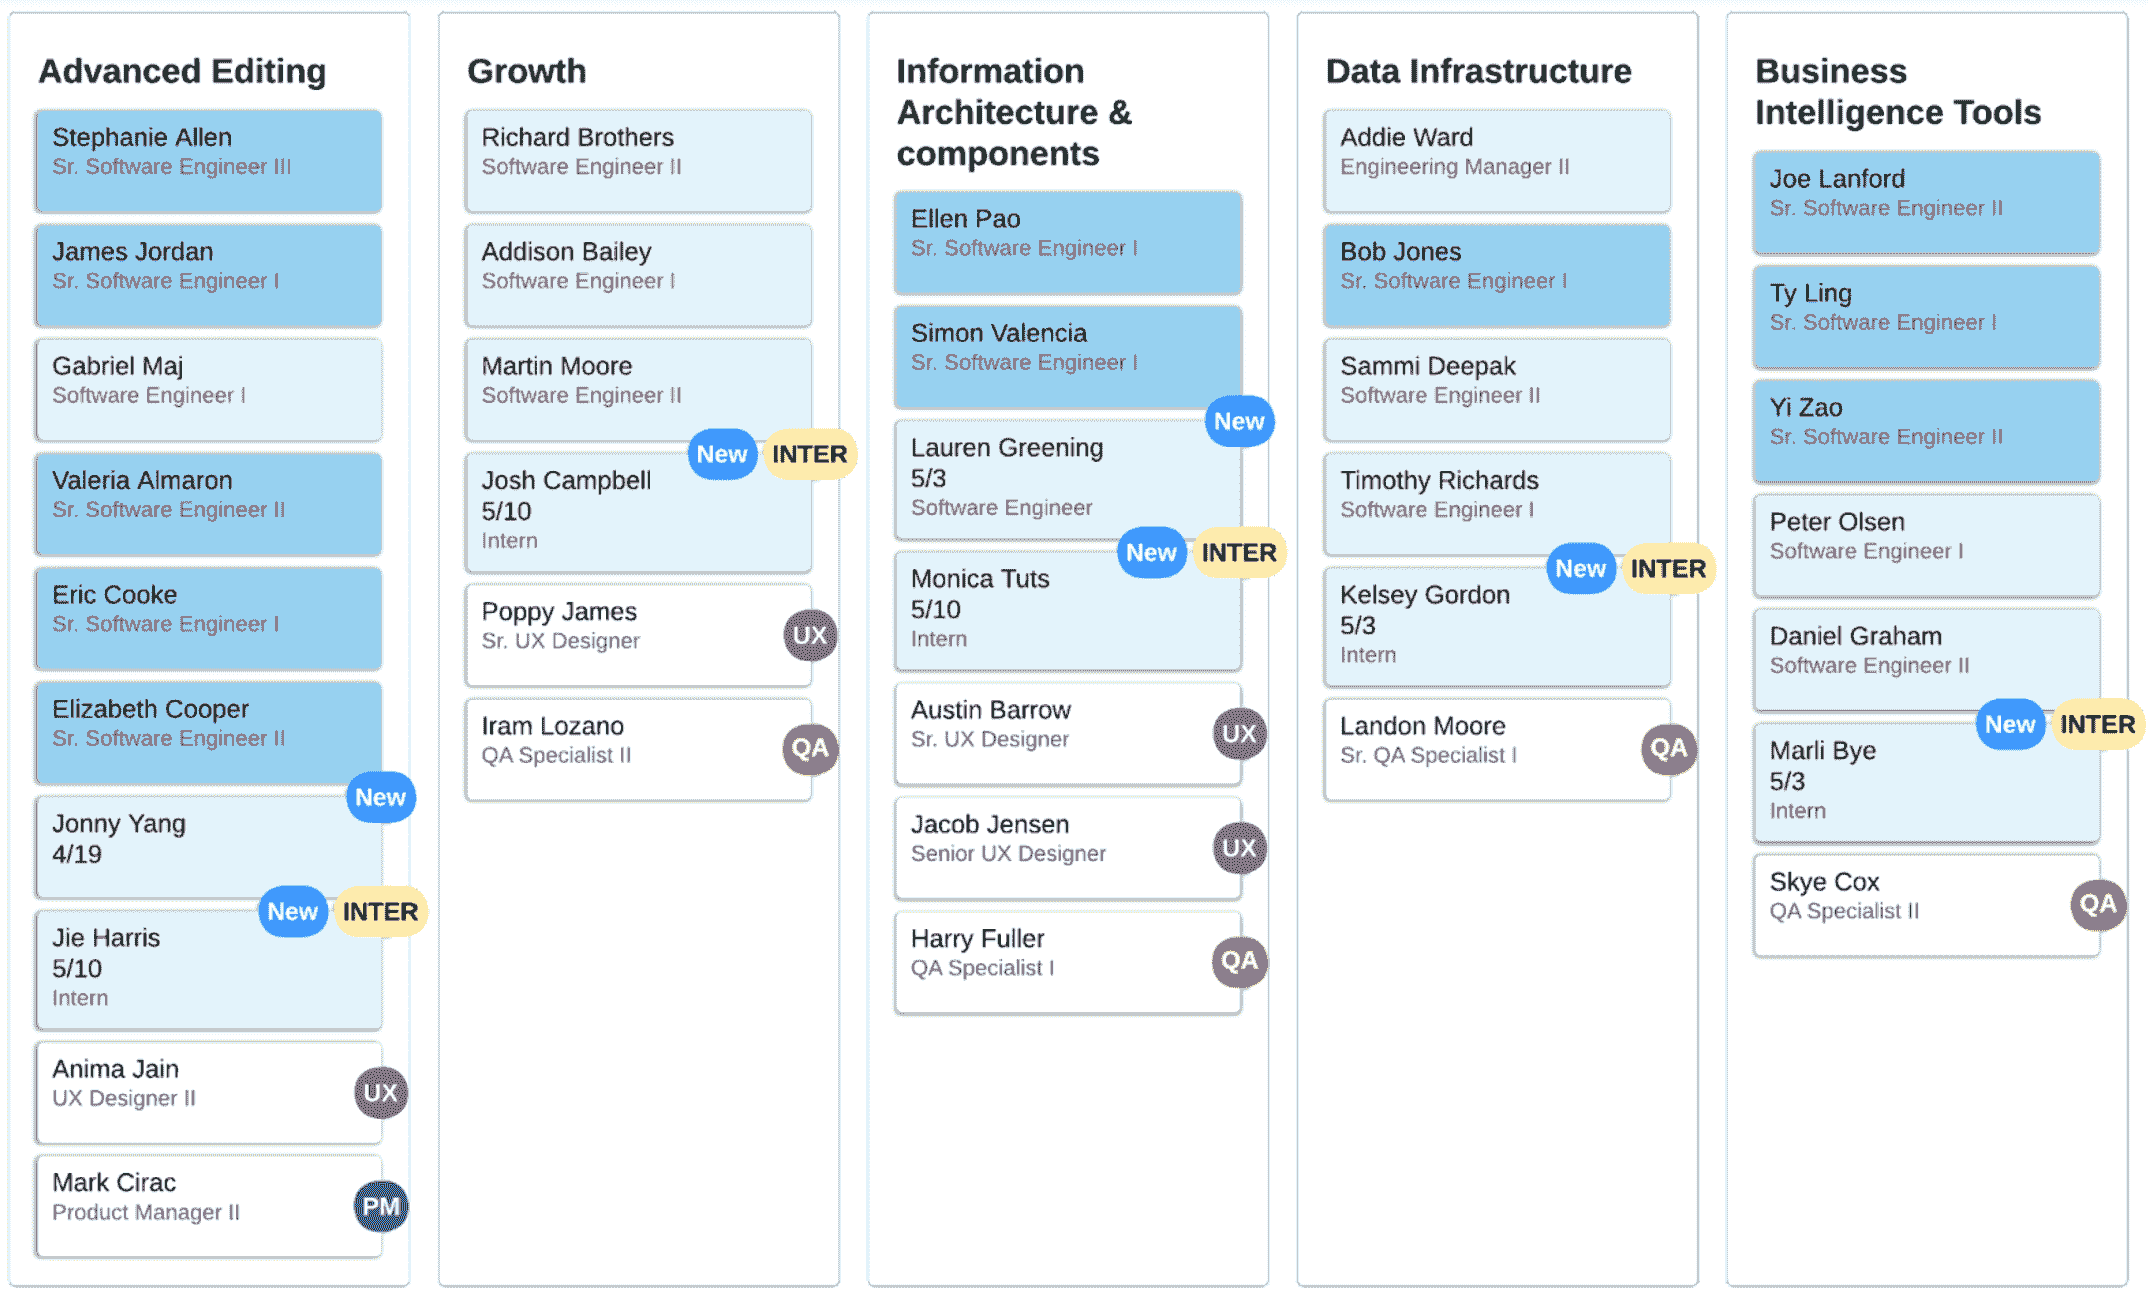 Advanced Editing
Stephanie Allen
Sr. Software Engineer III
James Jordan
Sr. Software Engineer I
Gabriel Maj
Software Engineer I
Valeria Almaron
Sr. Software Engineer II
Eric Cooke
Sr. Software Engineer I
Elizabeth Cooper
Sr. Software Engineer II
New
Jonny Yang
4/19
New INTER
Jie Harris
5/10
Intern
Anima Jain
UX Designer II
UX
Mark Cirac
Product Manager II
PM
Growth
Richard Brothers
Software Engineer II
Addison Bailey
Software Engineer I
Martin Moore
Software Engineer II
New INTER
Josh Campbell
5/10
Intern
Poppy James
Sr. UX Designer
UX
Iram Lozano
QA Specialist II
QA
Information
Architecture &
components
Ellen Pao
Sr. Software Engineer I
Simon Valencia
Sr. Software Engineer I
New
Lauren Greening
5/3
Software Engineer
New INTER
Monica Tuts
5/10
Intern
Austin Barrow
Sr. UX Designer
UX
Jacob Jensen
Senior UX Designer
UX
Harry Fuller
QA Specialist I
QA
Data Infrastructure
Addie Ward
Engineering Manager II
Bob Jones
Sr. Software Engineer I
Sammi Deepak
Software Engineer II
Timothy Richards
Software Engineer I
New INTER
Kelsey Gordon
5/3
Intern
Landon Moore
Sr. QA Specialist I
QA
Business
Intelligence Tools
Joe Lanford
Sr. Software Engineer II
Ty Ling
Sr. Software Engineer I
Yi Zao
Sr. Software Engineer II
Peter Olsen
Software Engineer I
Daniel Graham
Software Engineer II
New INTER
Marli Bye
5/3
Intern
Skye Cox
QA Specialist II
QA